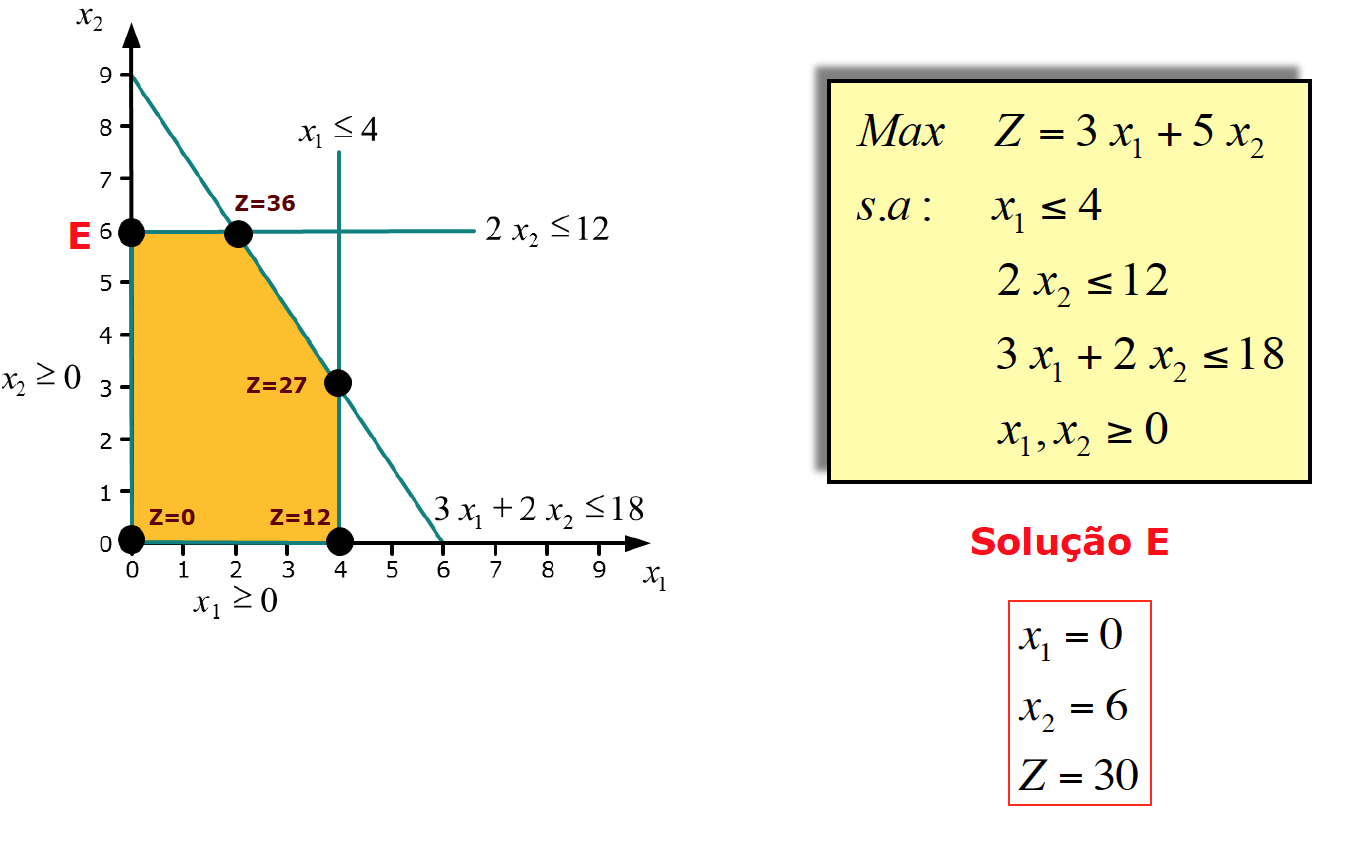 x₂
9
8
x₁ ≤ 4
7
Z=36
E
6
2 x₂ ≤ 12
5
4
x₂ ≥ 0
3
Z=27
2
1
Z=0
Z=12
3 x₁ + 2 x₂ ≤ 18
0
0 1 2 3 4 5 6 7 8 9
x₁
x₁ ≥ 0
Max Z = 3 x₁ + 5 x₂
s.a : x₁ ≤ 4
2 x₂ ≤ 12
3 x₁ + 2 x₂ ≤ 18
x₁, x₂ ≥ 0
Solução E
x₁ = 0
x₂ = 6
Z = 30